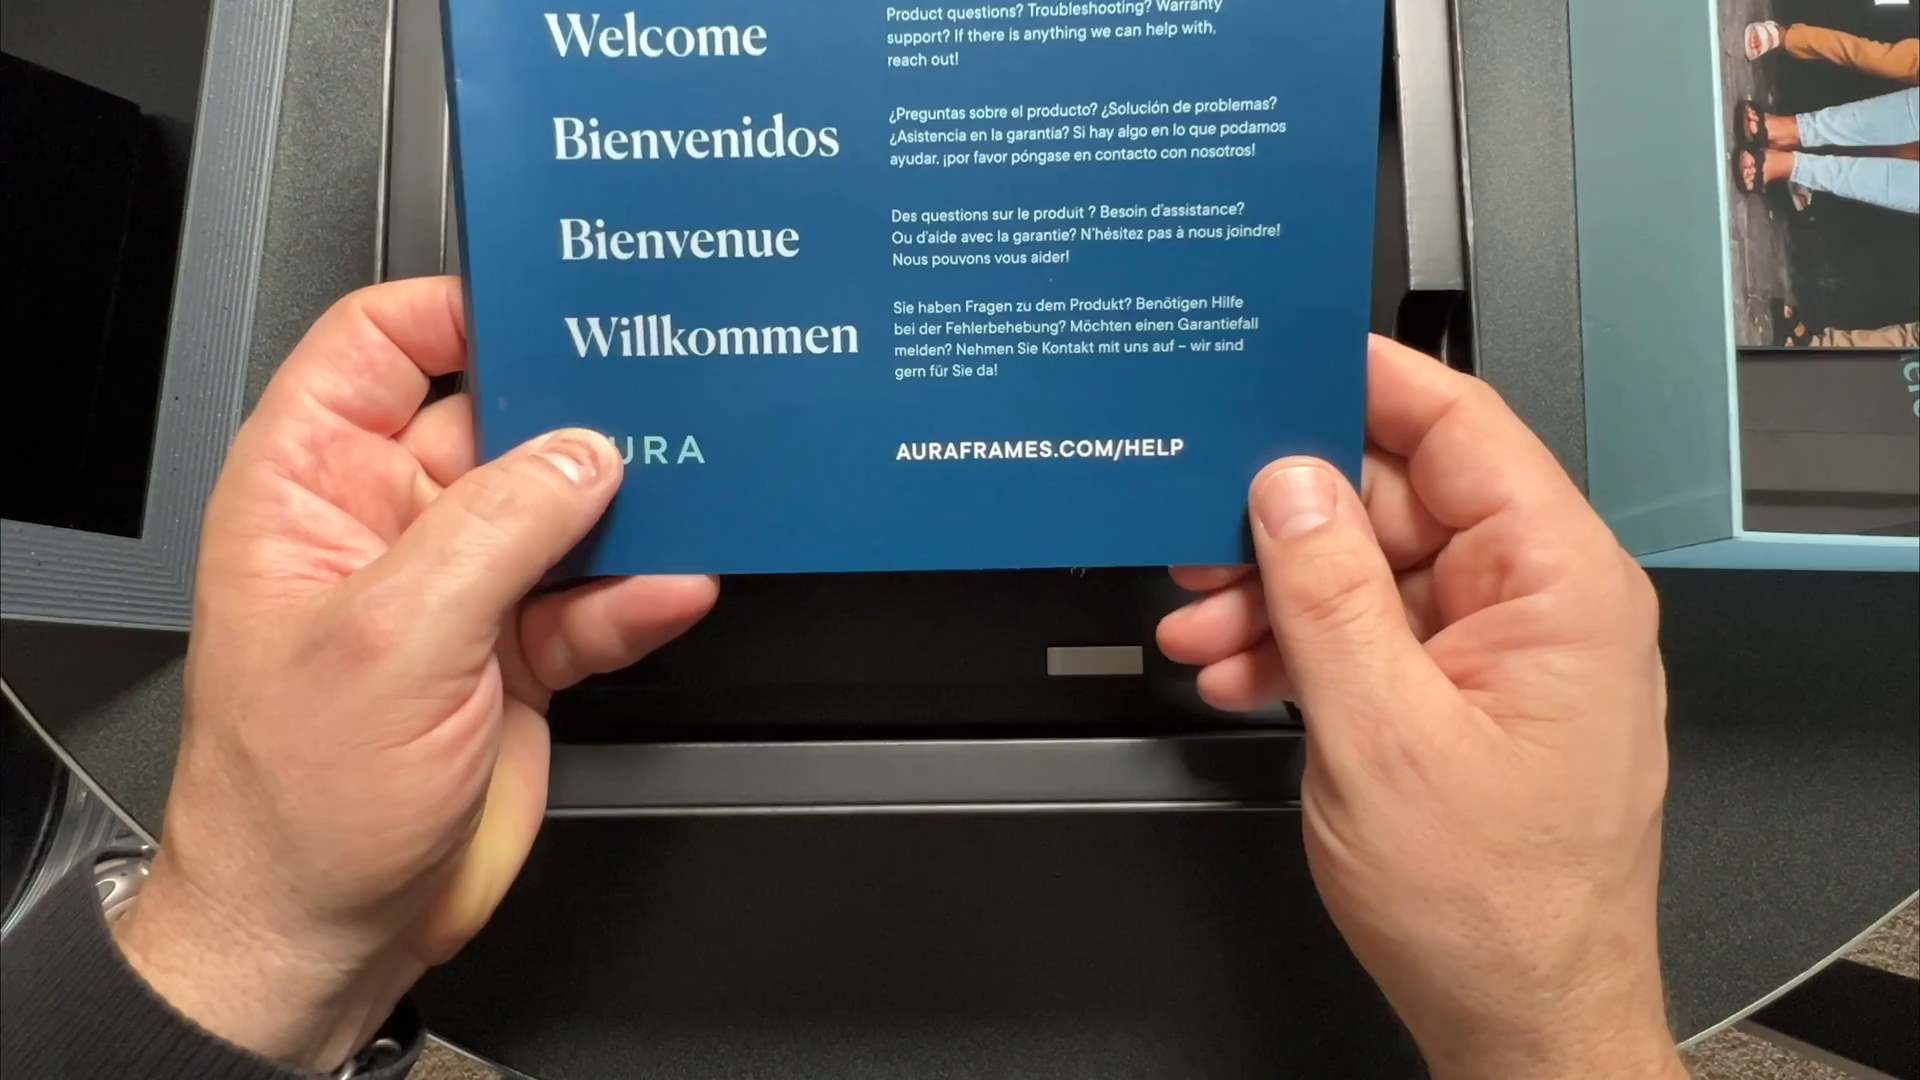 Welcome
Product questions? Troubleshooting? Warranty
support? If there is anything we can help with,
reach out!
Bienvenidos
¿Preguntas sobre el producto? ¿Solución de problemas?
¿Asistencia en la garantía? Si hay algo en lo que podamos
ayudar, ¡por favor póngase en contacto con nosotros!
Bienvenue
Des questions sur le produit ? Besoin d'assistance?
Ou d'aide avec la garantie? N'hésitez pas à nous joindre!
Nous pouvons vous aider!
Willkommen
Sie haben Fragen zu dem Produkt? Benötigen Hilfe
bei der Fehlerbehebung? Möchten einen Garantiefall
melden? Nehmen Sie Kontakt mit uns auf – wir sind
gern für Sie da!
URA
AURAFRAMES.COM/HELP